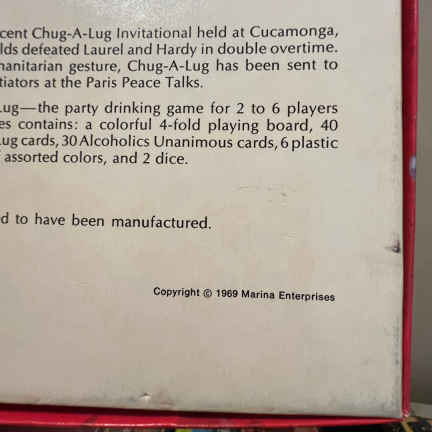 cent Chug-A-Lug Invitational held at Cucamonga,
lds defeated Laurel and Hardy in double overtime.
manitarian gesture, Chug-A-Lug has been sent to
tiators at the Paris Peace Talks.
Lug—the party drinking game for 2 to 6 players
es contains: a colorful 4-fold playing board, 40
ug cards, 30 Alcoholics Unanimous cards, 6 plastic
assorted colors, and 2 dice.
d to have been manufactured.
Copyright © 1969 Marina Enterprises